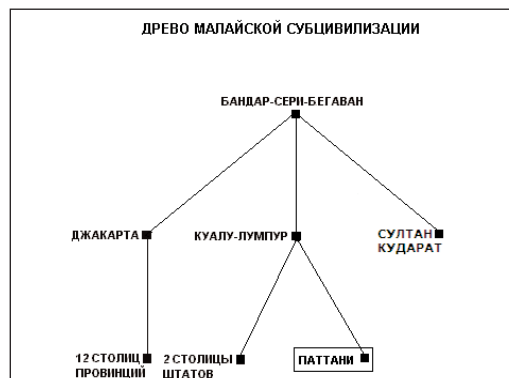 ДРЕВО МАЛАЙСКОЙ СУБЦИВИЛИЗАЦИИ
БАНДАР-СЕРИ-БЕГАВАН
ДЖАКАРТА
КУАЛУ-ЛУМПУР
СУЛТАН
КУДАРАТ
12 СТОЛИЦ
ПРОВИНЦИЙ
2 СТОЛИЦЫ
ШТАТОВ
ПАТТАНИ